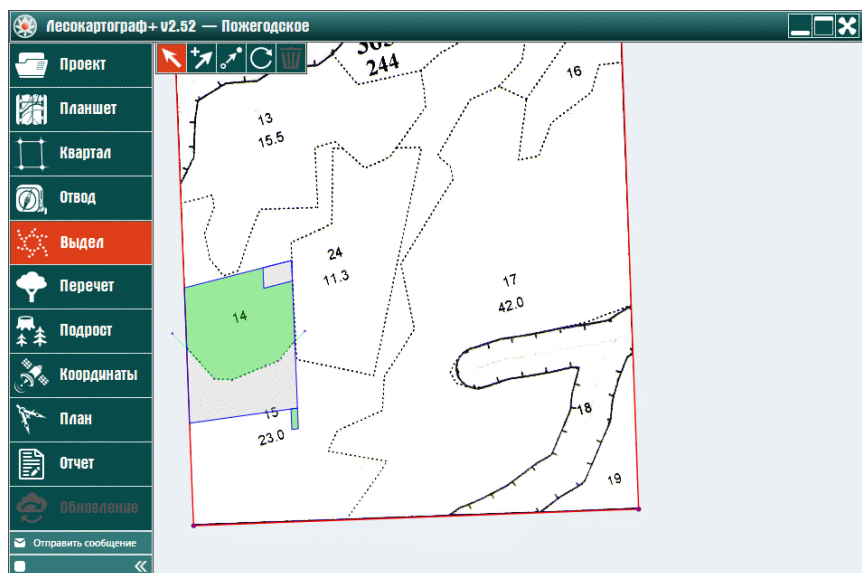 Лесокартограф+ v2.52 — Пожегодское
Проект
Планшет
Квартал
Отвод
Выдел
Перечет
Подрост
Координаты
План
Отчет
Обновление
Отправить сообщение
244
16
13
15.5
24
11.3
17
42.0
14
15
23.0
18
19